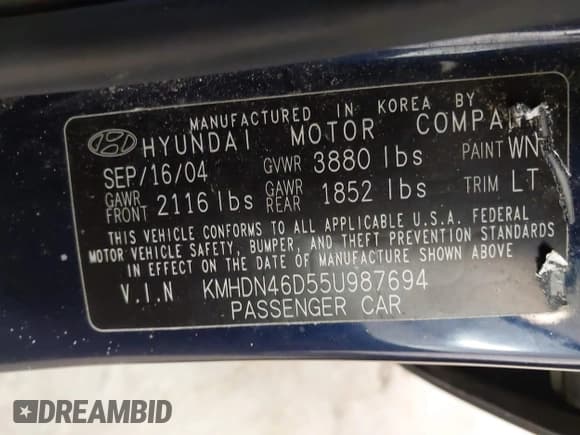 MANUFACTURED IN KOREA BY
HYUNDAI MOTOR COMPANY
SEP/16/04 GVWR 3880 lbs PAINT WN
GAWR FRONT 2116 lbs GAWR REAR 1852 lbs TRIM LT
THIS VEHICLE CONFORMS TO ALL APPLICABLE U.S.A. FEDERAL
MOTOR VEHICLE SAFETY, BUMPER, AND THEFT PREVENTION STANDARDS
IN EFFECT ON THE DATE OF MANUFACTURE SHOWN ABOVE.
V.I.N KMHDN46D55U987694
PASSENGER CAR
DREAMBID